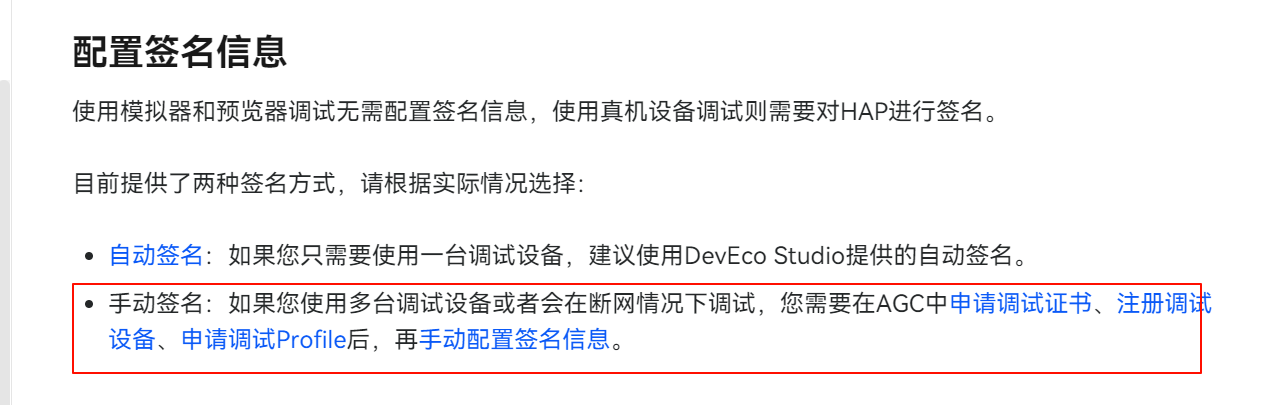 配置签名信息
使用模拟器和预览器调试无需配置签名信息，使用真机设备调试则需要对HAP进行签名。
目前提供了两种签名方式，请根据实际情况选择：
• 自动签名：如果您只需要使用一台调试设备，建议使用DevEco Studio提供的自动签名。
• 手动签名：如果您使用多台调试设备或者会在断网情况下调试，您需要在AGC中申请调试证书、注册调试
设备、申请调试Profile后，再手动配置签名信息。